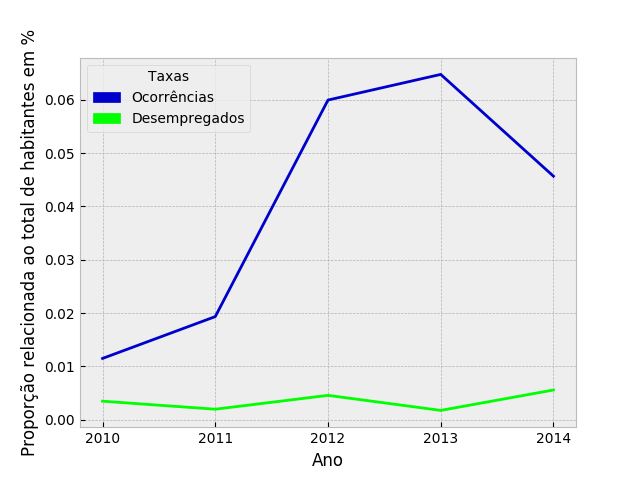 Proporção relacionada ao total de habitantes em %
Taxas
Ocorrências
Desempregados
0.06
0.05
0.04
0.03
0.02
0.01
0.00
2010 2011 2012 2013 2014
Ano